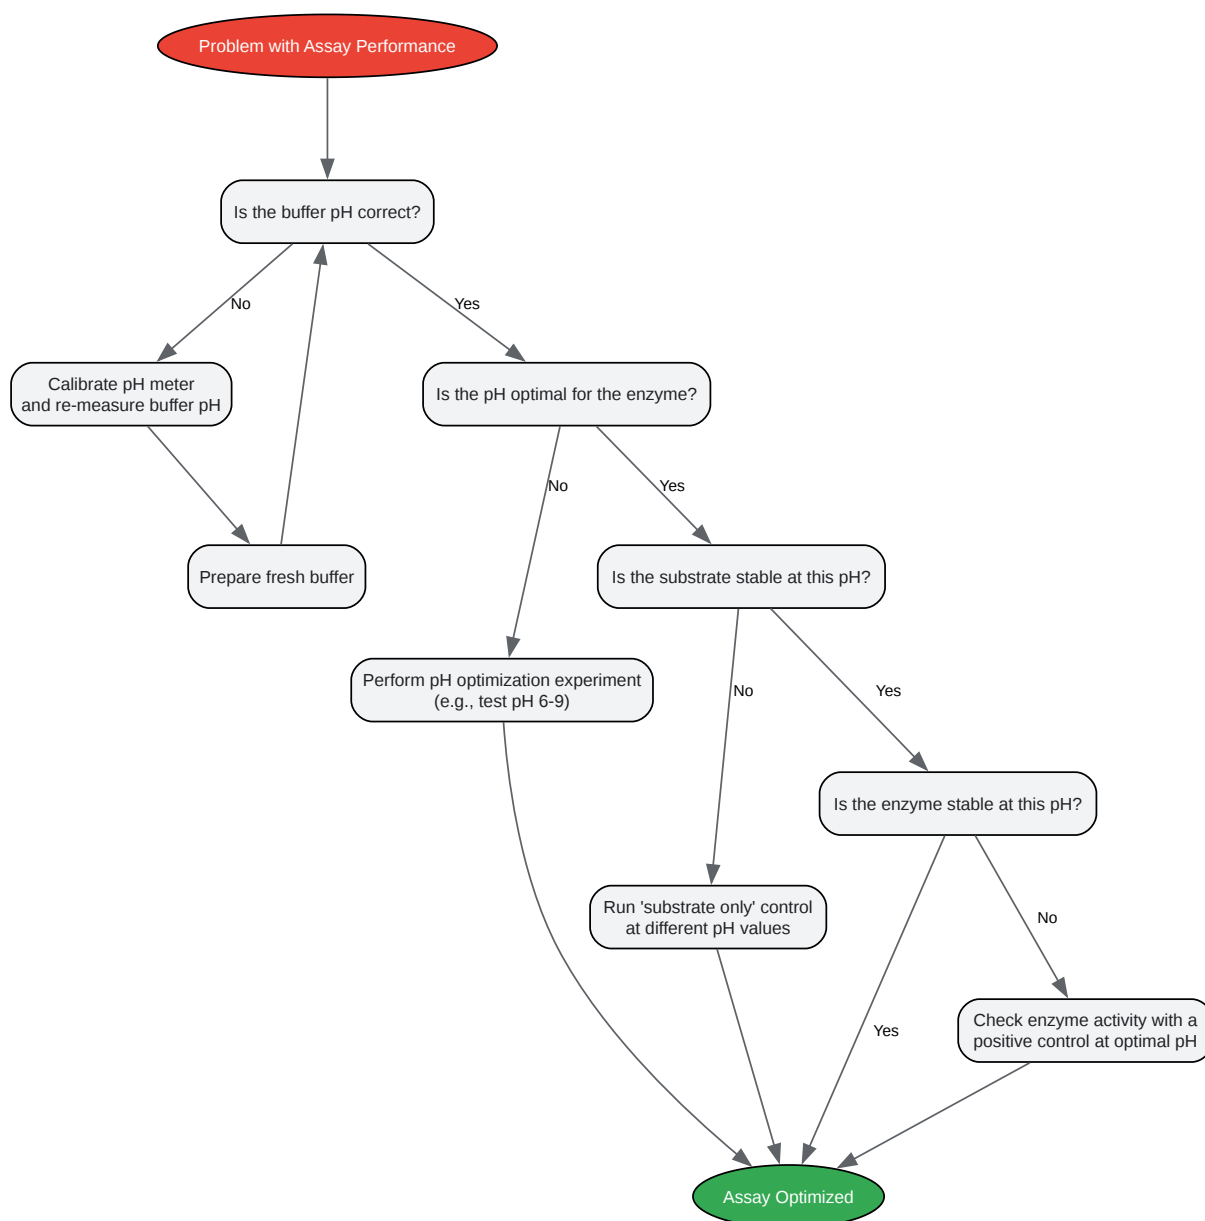 Problem with Assay Performance
Is the buffer pH correct?
No
Yes
Calibrate pH meter
and re-measure buffer pH
Is the pH optimal for the enzyme?
No
Yes
Prepare fresh buffer
Is the substrate stable at this pH?
Perform pH optimization experiment
(e.g., test pH 6-9)
No
Yes
Is the enzyme stable at this pH?
Run 'substrate only' control
at different pH values
No
Yes
Check enzyme activity with a
positive control at optimal pH
Assay Optimized